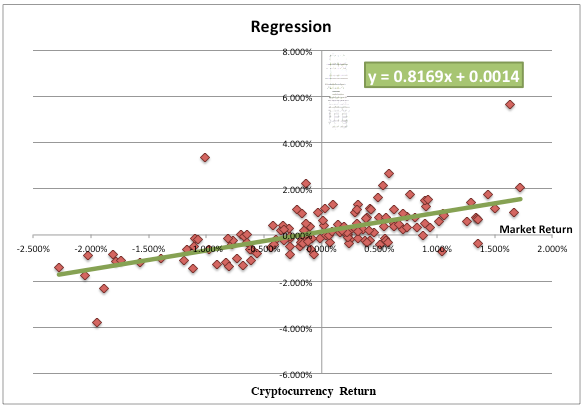 Regression
8.000%
y = 0.8169x + 0.0014
6.000%
4.000%
2.000%
Market Return
0.000%
-2.500% -2.000% -1.500% -1.000% -0.500% 0.000% 0.500% 1.000% 1.500% 2.000%
-2.000%
-4.000%
-6.000%
Cryptocurrency Return